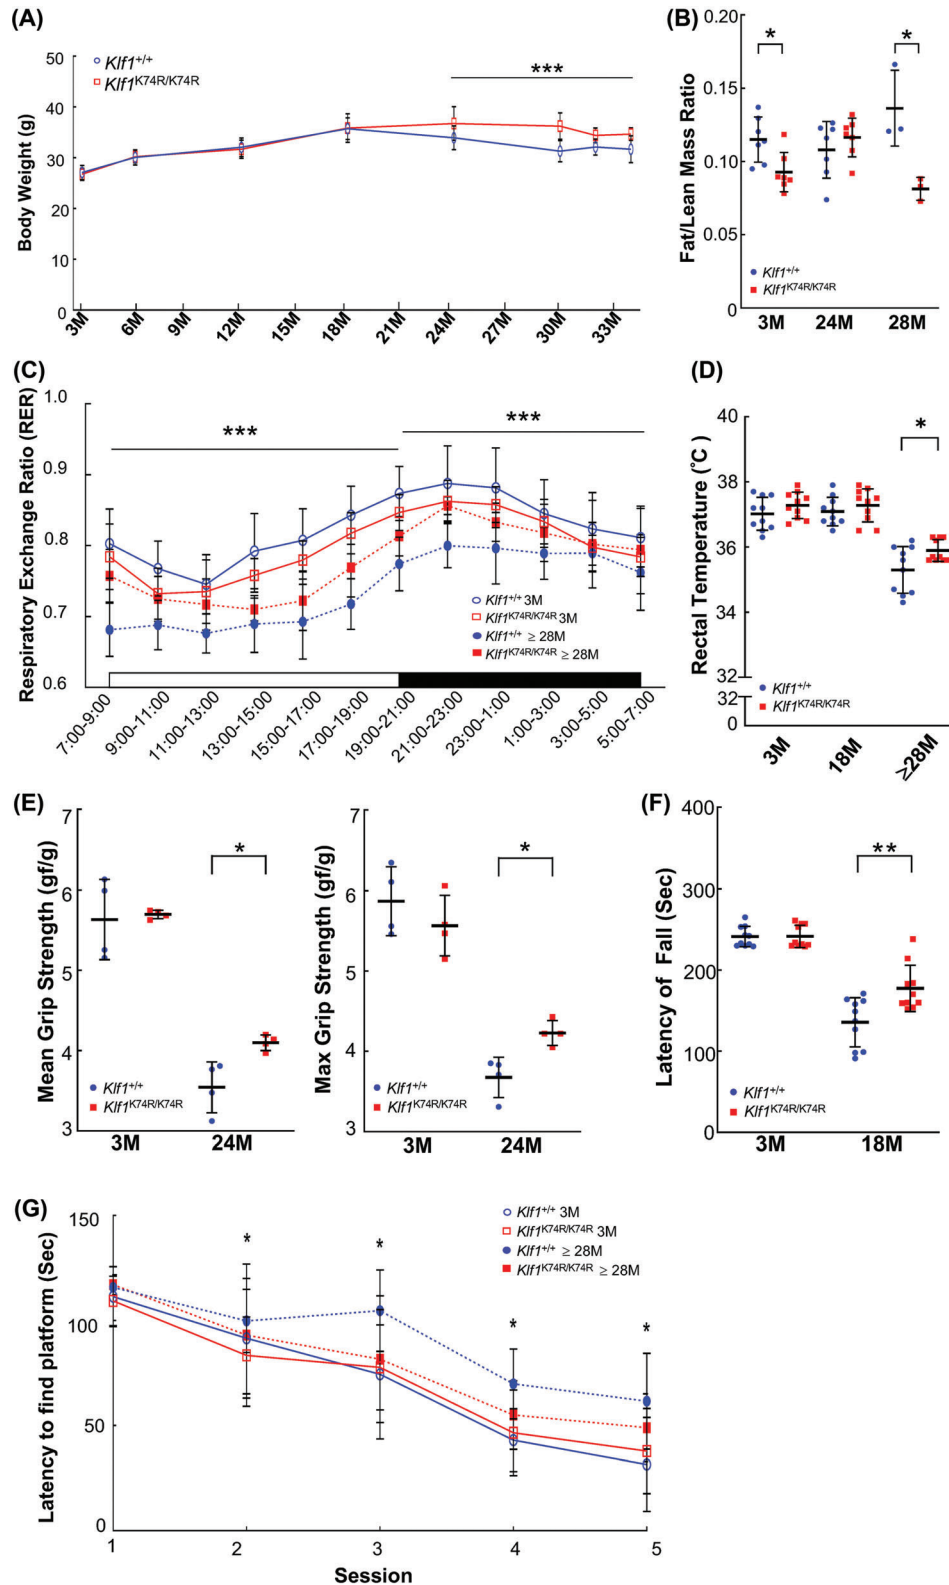 (A)
Body Weight (g)
50
40
30
20
10
0
Klf1+/+
Klf1K74R/K74R
***
3M 6M 9M 12M 15M 18M 21M 24M 27M 30M 33M
(B)
Fat/Lean Mass Ratio
0.20
0.15
0.10
0.05
0.00
* *
Klf1+/+
Klf1K74R/K74R
3M 24M 28M
(C)
Respiratory Exchange Ratio (RER)
1.0
0.9
0.8
0.7
0.6
*** ***
Klf1+/+ 3M
Klf1K74R/K74R 3M
Klf1+/+ ≥ 28M
Klf1K74R/K74R ≥ 28M
7:00-9:00 9:00-11:00 11:00-13:00 13:00-15:00 15:00-17:00 17:00-19:00 19:00-21:00 21:00-23:00 23:00-1:00 1:00-3:00 3:00-5:00 5:00-7:00
(D)
Rectal Temperature (°C )
40
38
36
34
32
32
0
*
Klf1+/+
Klf1K74R/K74R
3M 18M ≥28M
(E)
Mean Grip Strength (gf/g)
7
6
5
4
3
*
Klf1+/+
Klf1K74R/K74R
3M 24M
Max Grip Strength (gf/g)
7
6
5
4
3
*
Klf1+/+
Klf1K74R/K74R
3M 24M
(F)
Latency of Fall (Sec)
400
300
200
100
0
**
Klf1+/+
Klf1K74R/K74R
3M 18M
(G)
Latency to find platform (Sec)
150
100
50
0
* * * *
Klf1+/+ 3M
Klf1K74R/K74R 3M
Klf1+/+ ≥ 28M
Klf1K74R/K74R ≥ 28M
1 2 3 4 5
Session